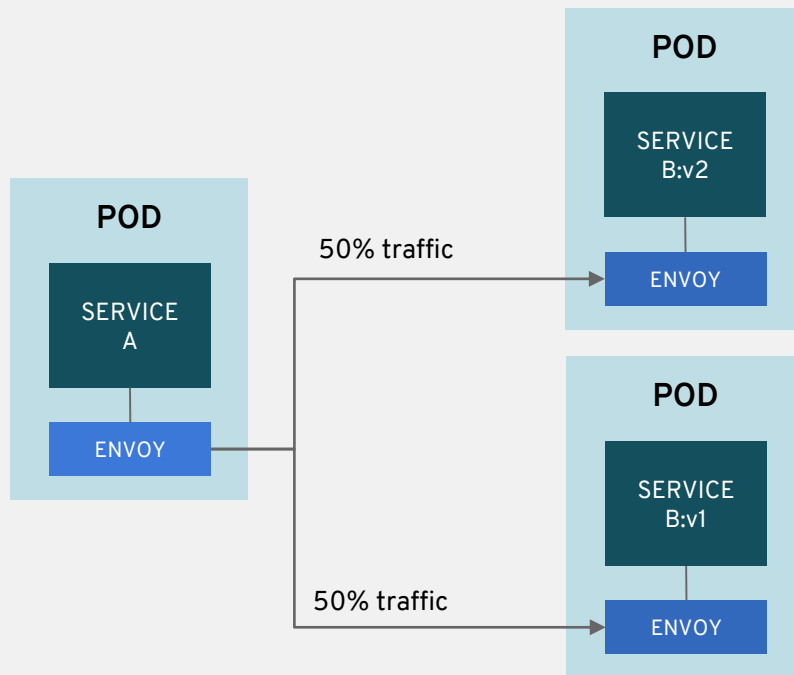 POD
SERVICE
A
ENVOY
50% traffic
50% traffic
POD
SERVICE
B:v2
ENVOY
POD
SERVICE
B:v1
ENVOY